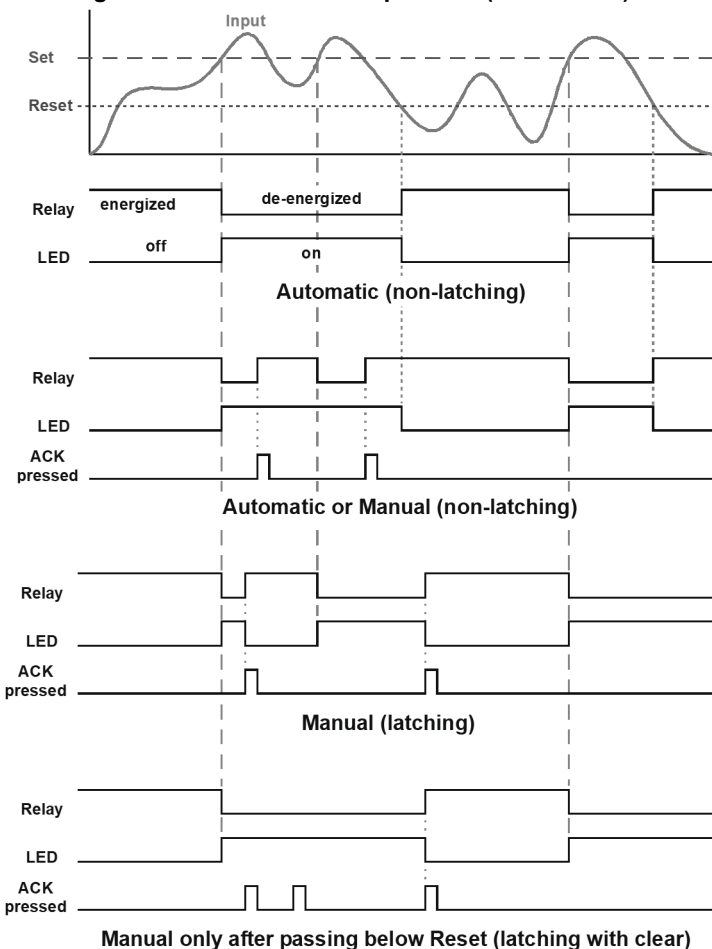 Input
Set
Reset
Relay energized de-energized
LED off on
Automatic (non-latching)
Relay
LED
ACK
pressed
Automatic or Manual (non-latching)
Relay
LED
ACK
pressed
Manual (latching)
Relay
LED
ACK
pressed
Manual only after passing below Reset (latching with clear)